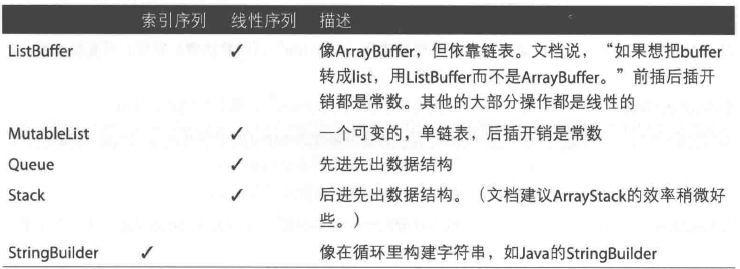 索引序列 线性序列 描述
ListBuffer ✓ 像ArrayBuffer，但依靠链表。文档说，“如果想把buffer
转成list，用ListBuffer而不是ArrayBuffer。”前插后插开
销都是常数。其他的大部分操作都是线性的
MutableList ✓ 一个可变的，单链表，后插开销是常数
Queue ✓ 先进先出数据结构
Stack ✓ 后进先出数据结构。（文档建议ArrayStack的效率稍微好
些。）
StringBuilder ✓ 像在循环里构建字符串，如Java的StringBuilder